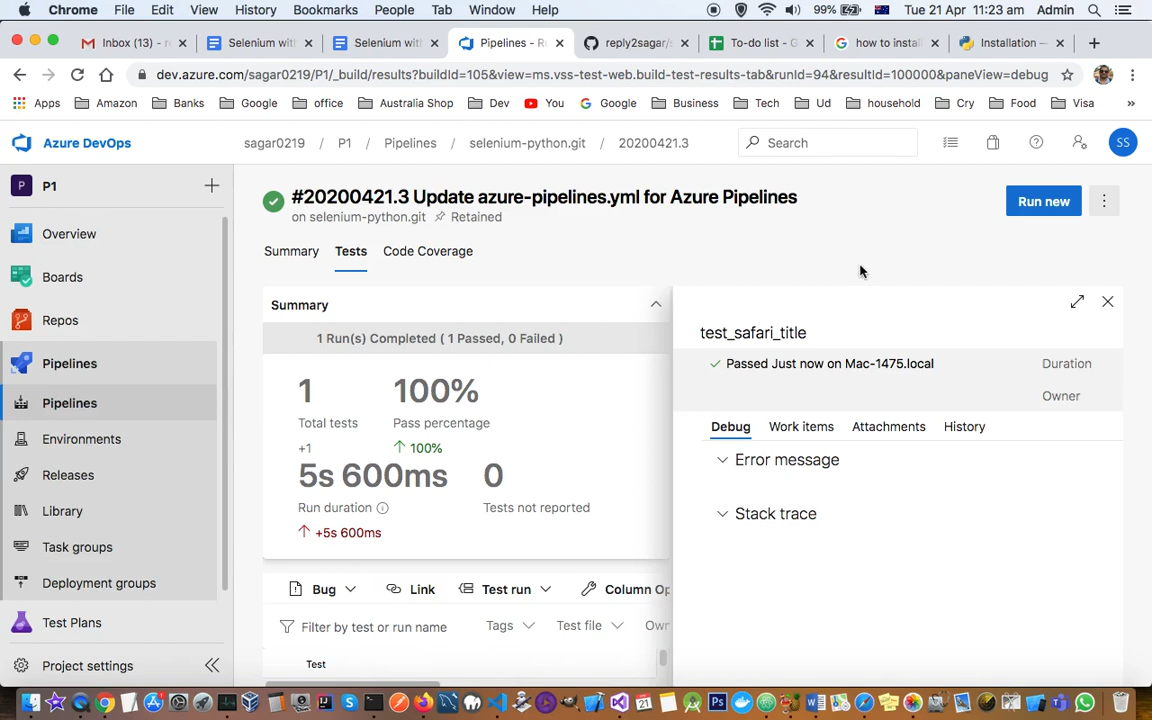 Chrome File Edit View History Bookmarks People Tab Window Help 99% Tue 21 Apr 11:23 am Admin
Inbox (13) - r Selenium wit Selenium wit Pipelines - R reply2sagar/s To-do list - G how to instal Installation —
dev.azure.com/sagar0219/P1/_build/results?buildId=105&view=ms.vss-test-web.build-test-results-tab&runId=94&resultId=100000&paneView=debug
Apps Amazon Banks Google office Australia Shop Dev You Google Business Tech Ud household Cry Food Visa »
Azure DevOps sagar0219 / P1 / Pipelines / selenium-python.git / 20200421.3 Search SS
P P1
#20200421.3 Update azure-pipelines.yml for Azure Pipelines
on selenium-python.git Retained
Run new
Overview
Boards
Repos
Pipelines
Pipelines
Environments
Releases
Library
Task groups
Deployment groups
Test Plans
Project settings
Summary Tests Code Coverage
Summary
1 Run(s) Completed ( 1 Passed, 0 Failed )
1 100%
Total tests Pass percentage
+1 100%
5s 600ms 0
Run duration Tests not reported
+5s 600ms
Bug Link Test run Column Op
Filter by test or run name Tags Test file Own
Test
test_safari_title
Passed Just now on Mac-1475.local Duration
Owner
Debug Work items Attachments History
Error message
Stack trace